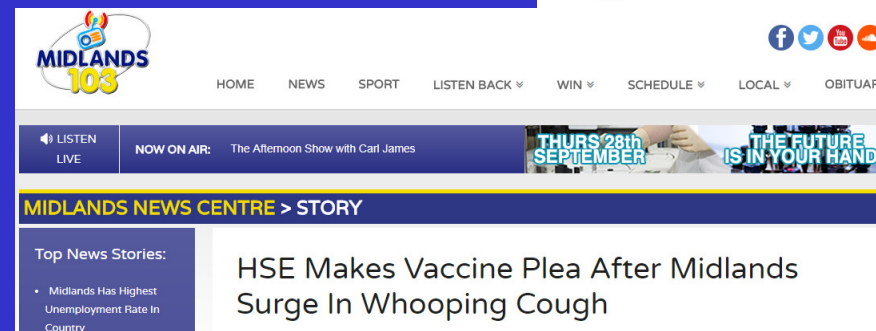 MIDLANDS
103
HOME NEWS SPORT LISTEN BACK WIN SCHEDULE LOCAL
LISTEN
LIVE
NOW ON AIR: The Afternoon Show with Carl James
THURS 28th
SEPTEMBER
THE FUTURE
IS IN YOUR
MIDLANDS NEWS CENTRE > STORY
Top News Stories:
• Midlands Has Highest
Unemployment Rate In
Country
HSE Makes Vaccine Plea After Midlands
Surge In Whooping Cough